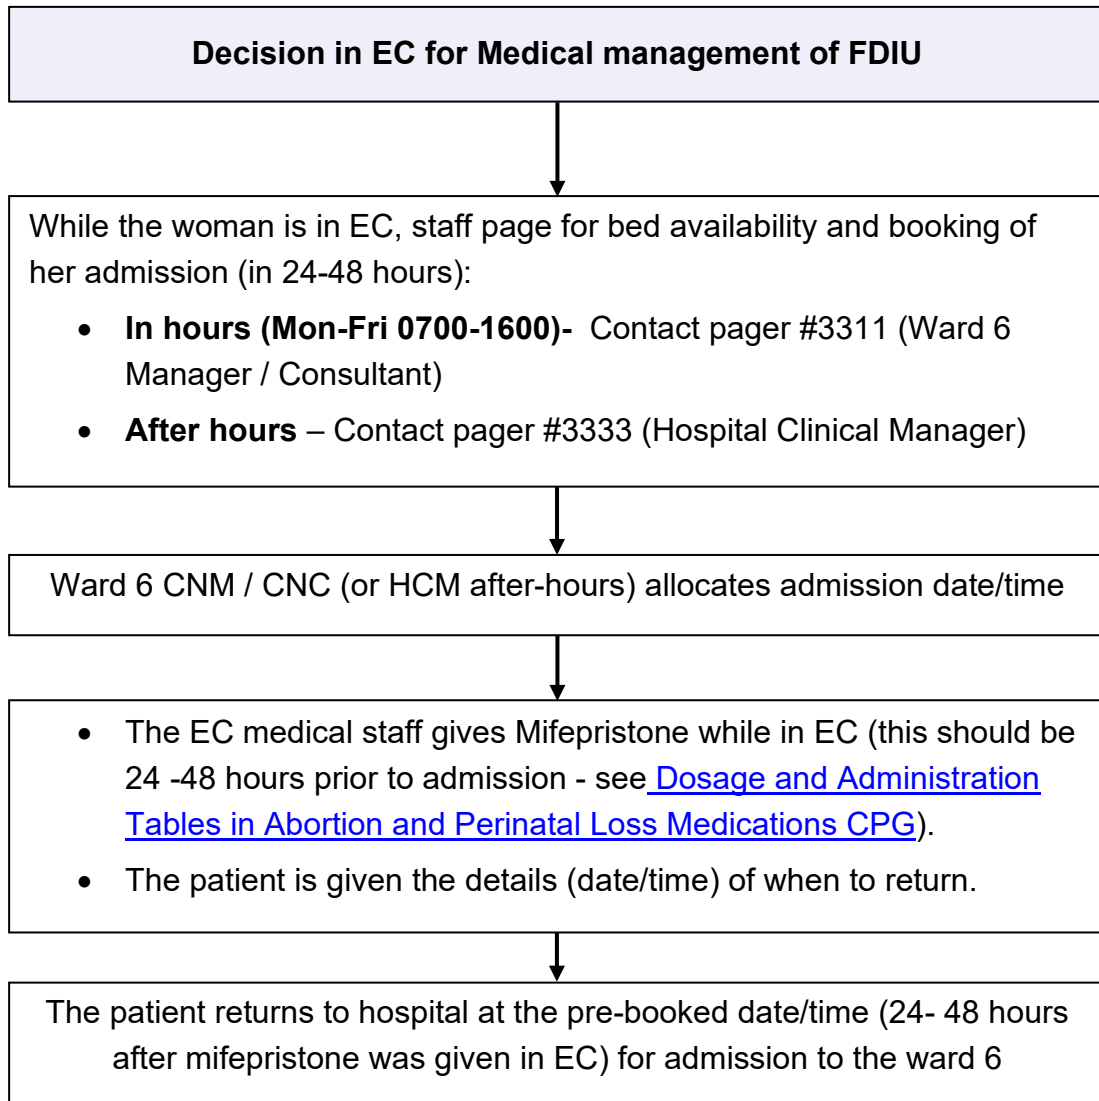 Decision in EC for Medical management of FDIU
While the woman is in EC, staff page for bed availability and booking of
her admission (in 24-48 hours):
• In hours (Mon-Fri 0700-1600)-  Contact pager #3311 (Ward 6
Manager / Consultant)
• After hours – Contact pager #3333 (Hospital Clinical Manager)
Ward 6 CNM / CNC (or HCM after-hours) allocates admission date/time
• The EC medical staff gives Mifepristone while in EC (this should be
24 -48 hours prior to admission - see Dosage and Administration
Tables in Abortion and Perinatal Loss Medications CPG).
• The patient is given the details (date/time) of when to return.
The patient returns to hospital at the pre-booked date/time (24- 48 hours
after mifepristone was given in EC) for admission to the ward 6